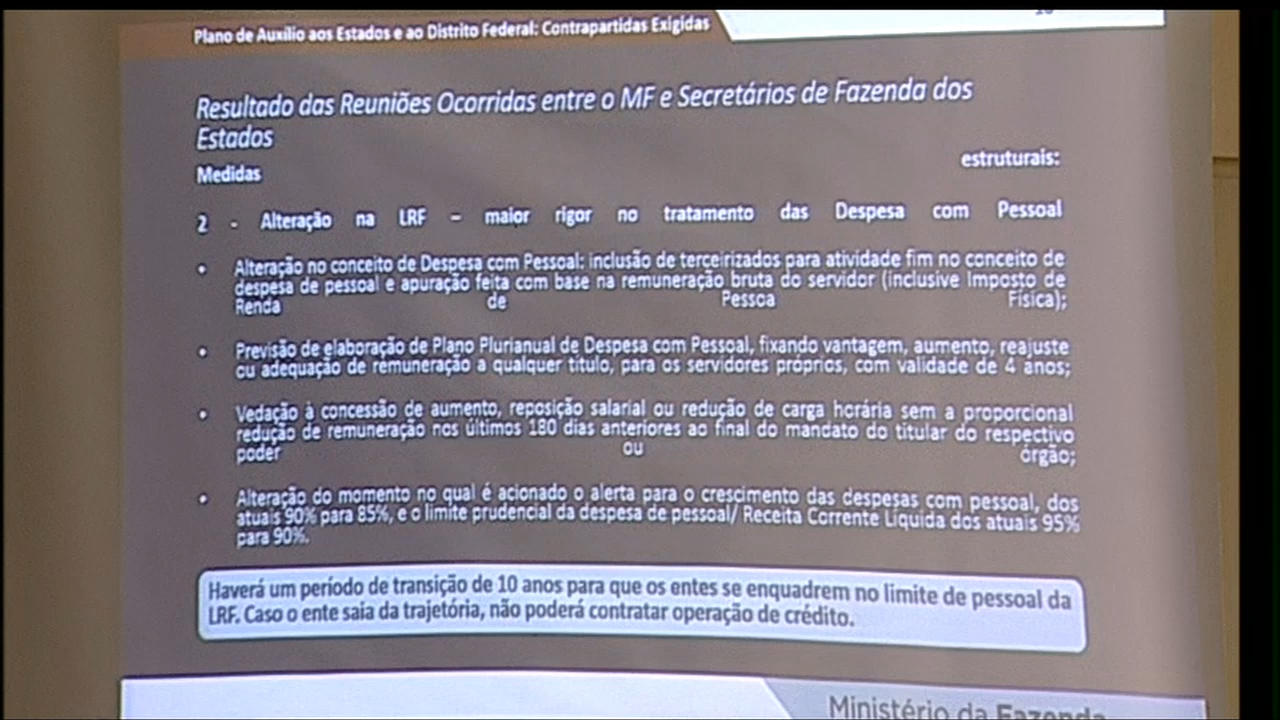 Plano de Auxílio aos Estados e ao Distrito Federal: Contrapartidas Exigidas
Resultado das Reuniões Ocorridas entre o MF e Secretários de Fazenda dos
Estados
Medidas estruturais:
2 - Alteração na LRF – maior rigor no tratamento das Despesa com Pessoal
• Alteração no conceito de Despesa com Pessoal: inclusão de terceirizados para atividade fim no conceito de
despesa de pessoal e apuração feita com base na remuneração bruta do servidor (inclusive Imposto de
Renda de Pessoa Física);
• Previsão de elaboração de Plano Plurianual de Despesa com Pessoal, fixando vantagem, aumento, reajuste
ou adequação de remuneração a qualquer título, para os servidores próprios, com validade de 4 anos;
• Vedação à concessão de aumento, reposição salarial ou redução de carga horária sem a proporcional
redução de remuneração nos últimos 180 dias anteriores ao final do mandato do titular do respectivo
poder ou órgão;
• Alteração do momento no qual é acionado o alerta para o crescimento das despesas com pessoal, dos
atuais 90% para 85%, e o limite prudencial da despesa de pessoal/ Receita Corrente Líquida dos atuais 95%
para 90%.
Haverá um período de transição de 10 anos para que os entes se enquadrem no limite de pessoal da
LRF. Caso o ente saia da trajetória, não poderá contratar operação de crédito.
Ministério da Fazenda